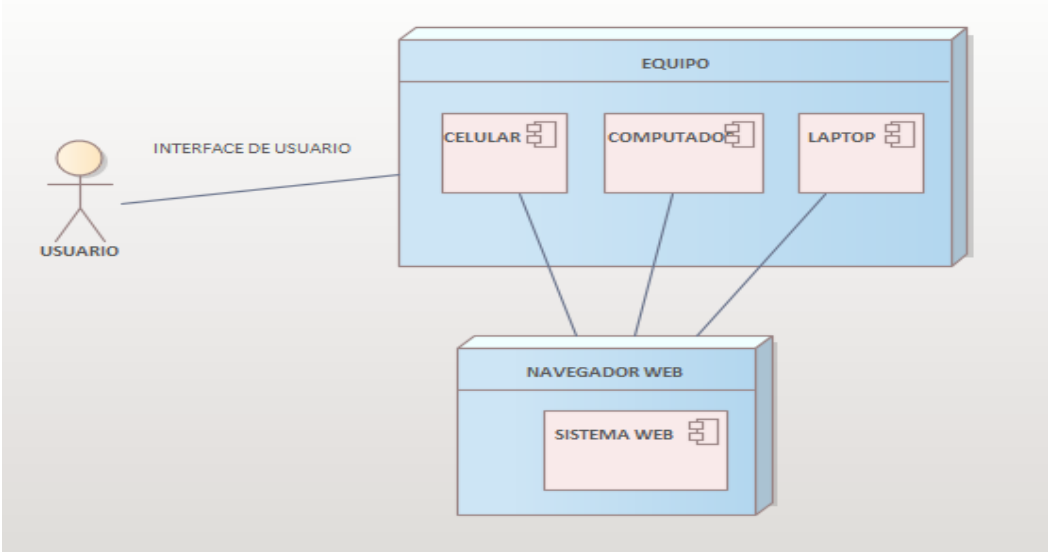 EQUIPO
CELULAR
COMPUTADO
LAPTOP
INTERFACE DE USUARIO
USUARIO
NAVEGADOR WEB
SISTEMA WEB